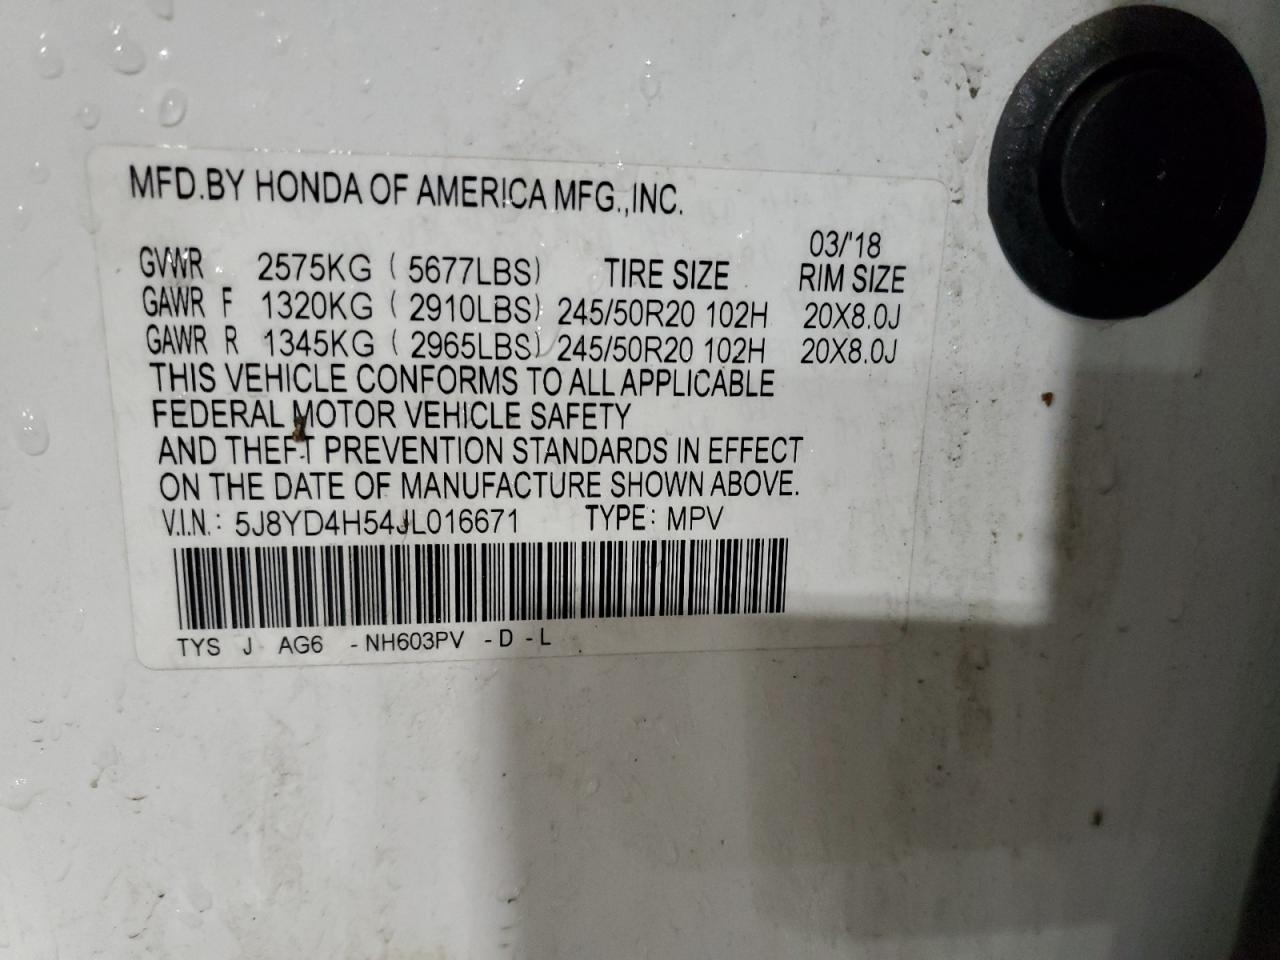 MFD.BY HONDA OF AMERICA MFG.,INC.
03/'18
GVWR 2575KG ( 5677LBS) TIRE SIZE RIM SIZE
GAWR F 1320KG ( 2910LBS) 245/50R20 102H 20X8.0J
GAWR R 1345KG ( 2965LBS) 245/50R20 102H 20X8.0J
THIS VEHICLE CONFORMS TO ALL APPLICABLE
FEDERAL MOTOR VEHICLE SAFETY
AND THEFT PREVENTION STANDARDS IN EFFECT
ON THE DATE OF MANUFACTURE SHOWN ABOVE.
V.I.N.: 5J8YD4H54JL016671 TYPE: MPV
TYS J AG6 -NH603PV -D -L